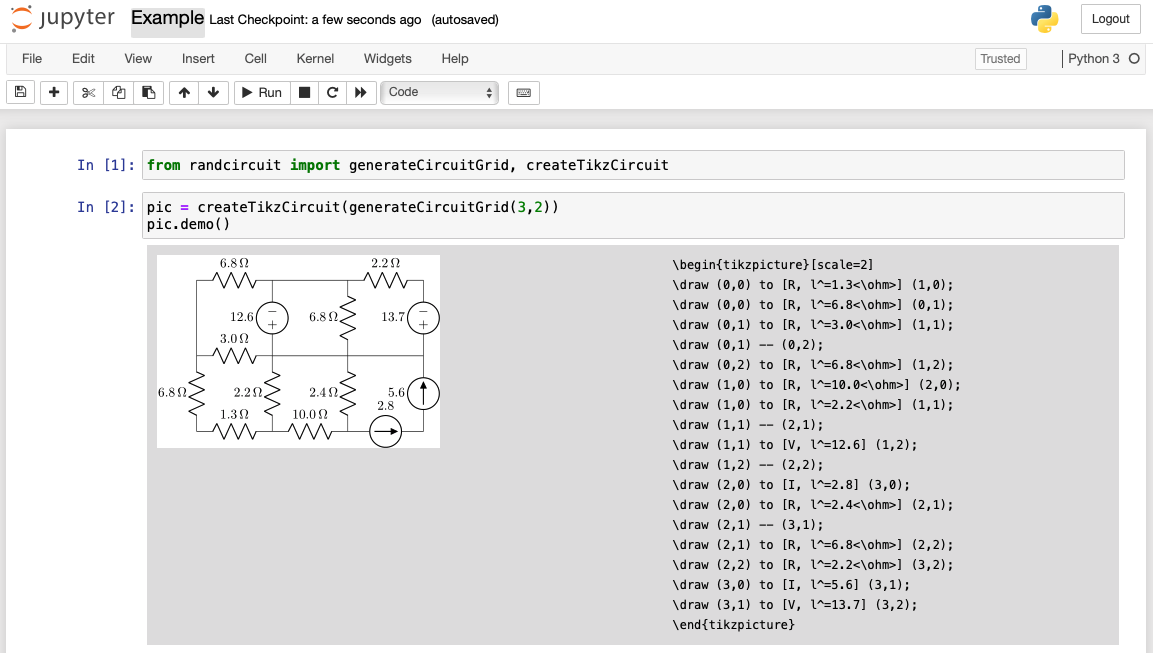 jupyter Example Last Checkpoint: a few seconds ago (autosaved)
Logout
File Edit View Insert Cell Kernel Widgets Help
Trusted
Python 3
Run
Code
In [1]: from randcircuit import generateCircuitGrid, createTikzCircuit
In [2]: pic = createTikzCircuit(generateCircuitGrid(3,2))
pic.demo()
6.8 Ω 2.2 Ω
12.6 − + 6.8 Ω 13.7 − +
3.0 Ω
6.8 Ω 2.2 Ω 2.4 Ω 5.6
2.8
1.3 Ω 10.0 Ω
\begin{tikzpicture}[scale=2]
\draw (0,0) to [R, l^=1.3<\ohm>] (1,0);
\draw (0,0) to [R, l^=6.8<\ohm>] (0,1);
\draw (0,1) to [R, l^=3.0<\ohm>] (1,1);
\draw (0,1) -- (0,2);
\draw (0,2) to [R, l^=6.8<\ohm>] (1,2);
\draw (1,0) to [R, l^=10.0<\ohm>] (2,0);
\draw (1,0) to [R, l^=2.2<\ohm>] (1,1);
\draw (1,1) -- (2,1);
\draw (1,1) to [V, l^=12.6] (1,2);
\draw (1,2) -- (2,2);
\draw (2,0) to [I, l^=2.8] (3,0);
\draw (2,0) to [R, l^=2.4<\ohm>] (2,1);
\draw (2,1) -- (3,1);
\draw (2,1) to [R, l^=6.8<\ohm>] (2,2);
\draw (2,2) to [R, l^=2.2<\ohm>] (3,2);
\draw (3,0) to [I, l^=5.6] (3,1);
\draw (3,1) to [V, l^=13.7] (3,2);
\end{tikzpicture}